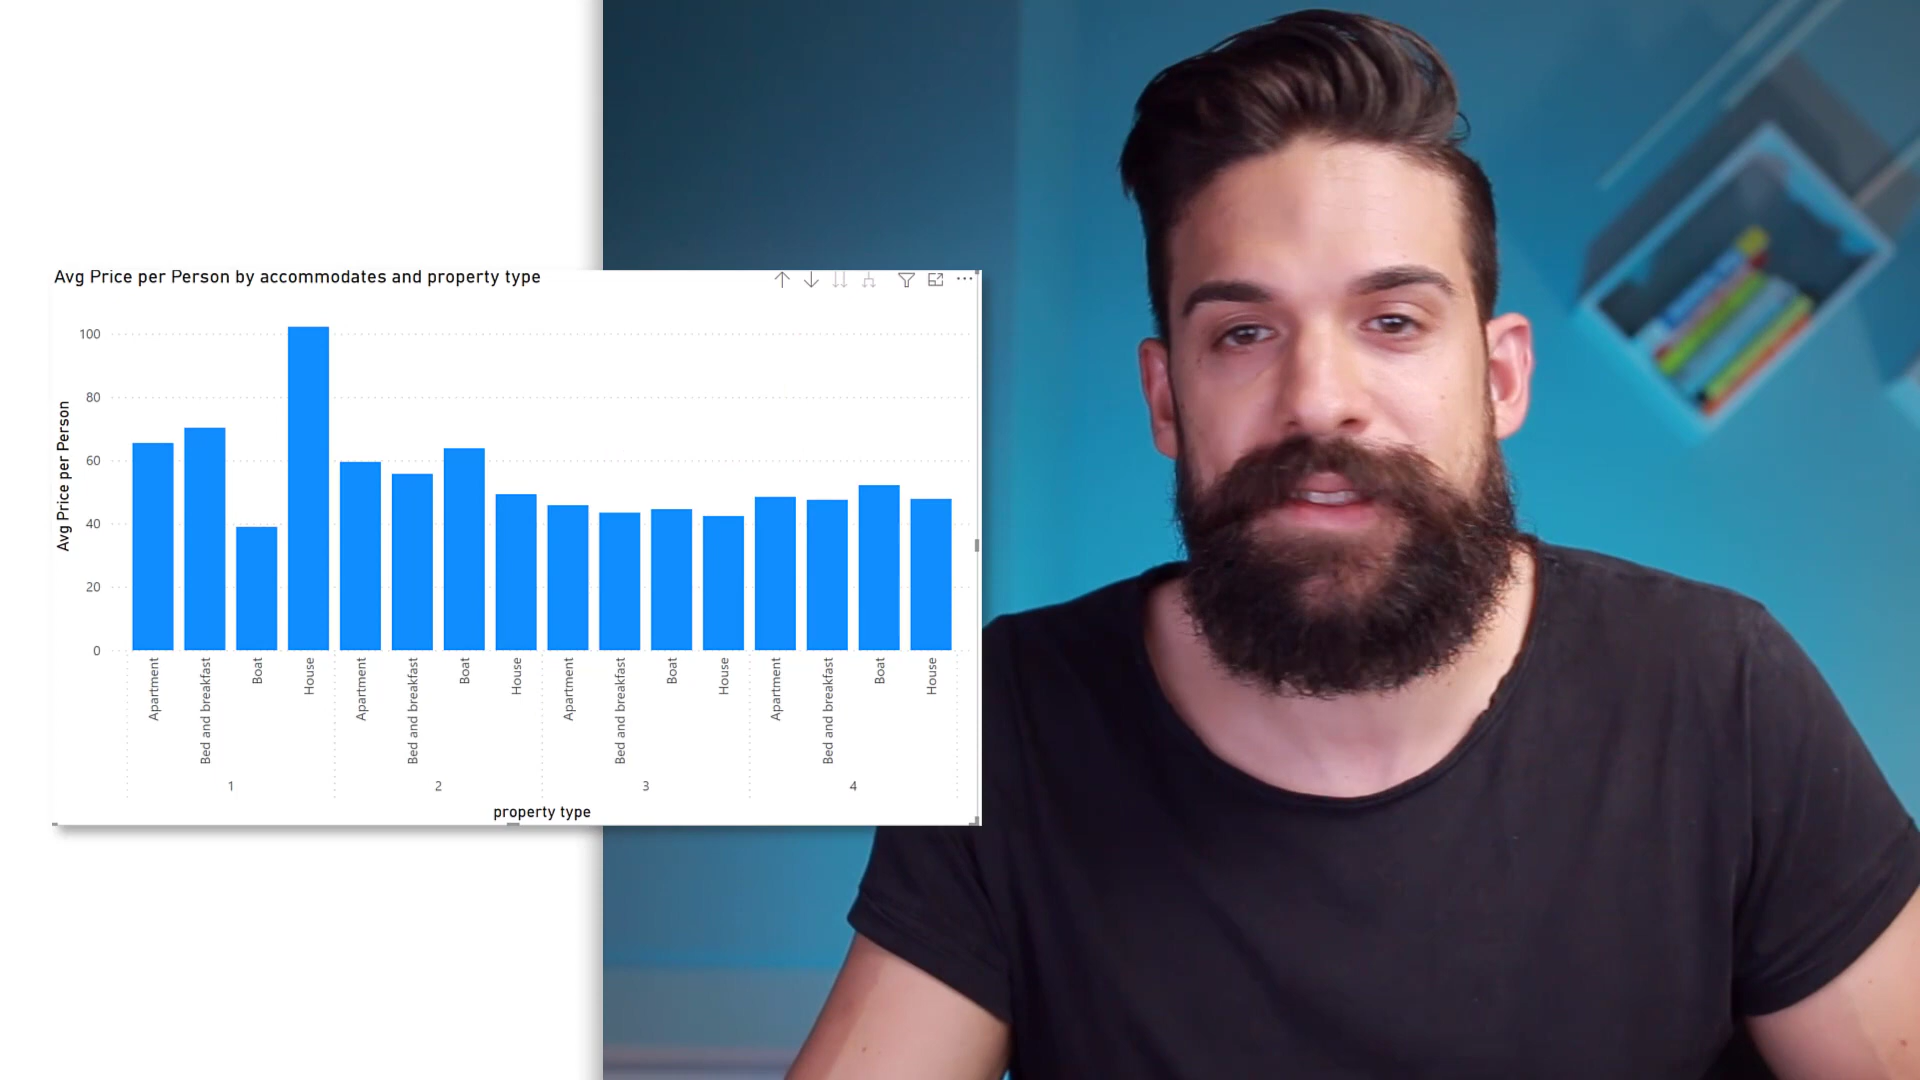 Avg Price per Person by accommodates and property type
Avg Price per Person
100
80
60
40
20
0
Apartment
Bed and breakfast
Boat
House
Apartment
Bed and breakfast
Boat
House
Apartment
Bed and breakfast
Boat
House
Apartment
Bed and breakfast
Boat
House
1 2 3 4
property type